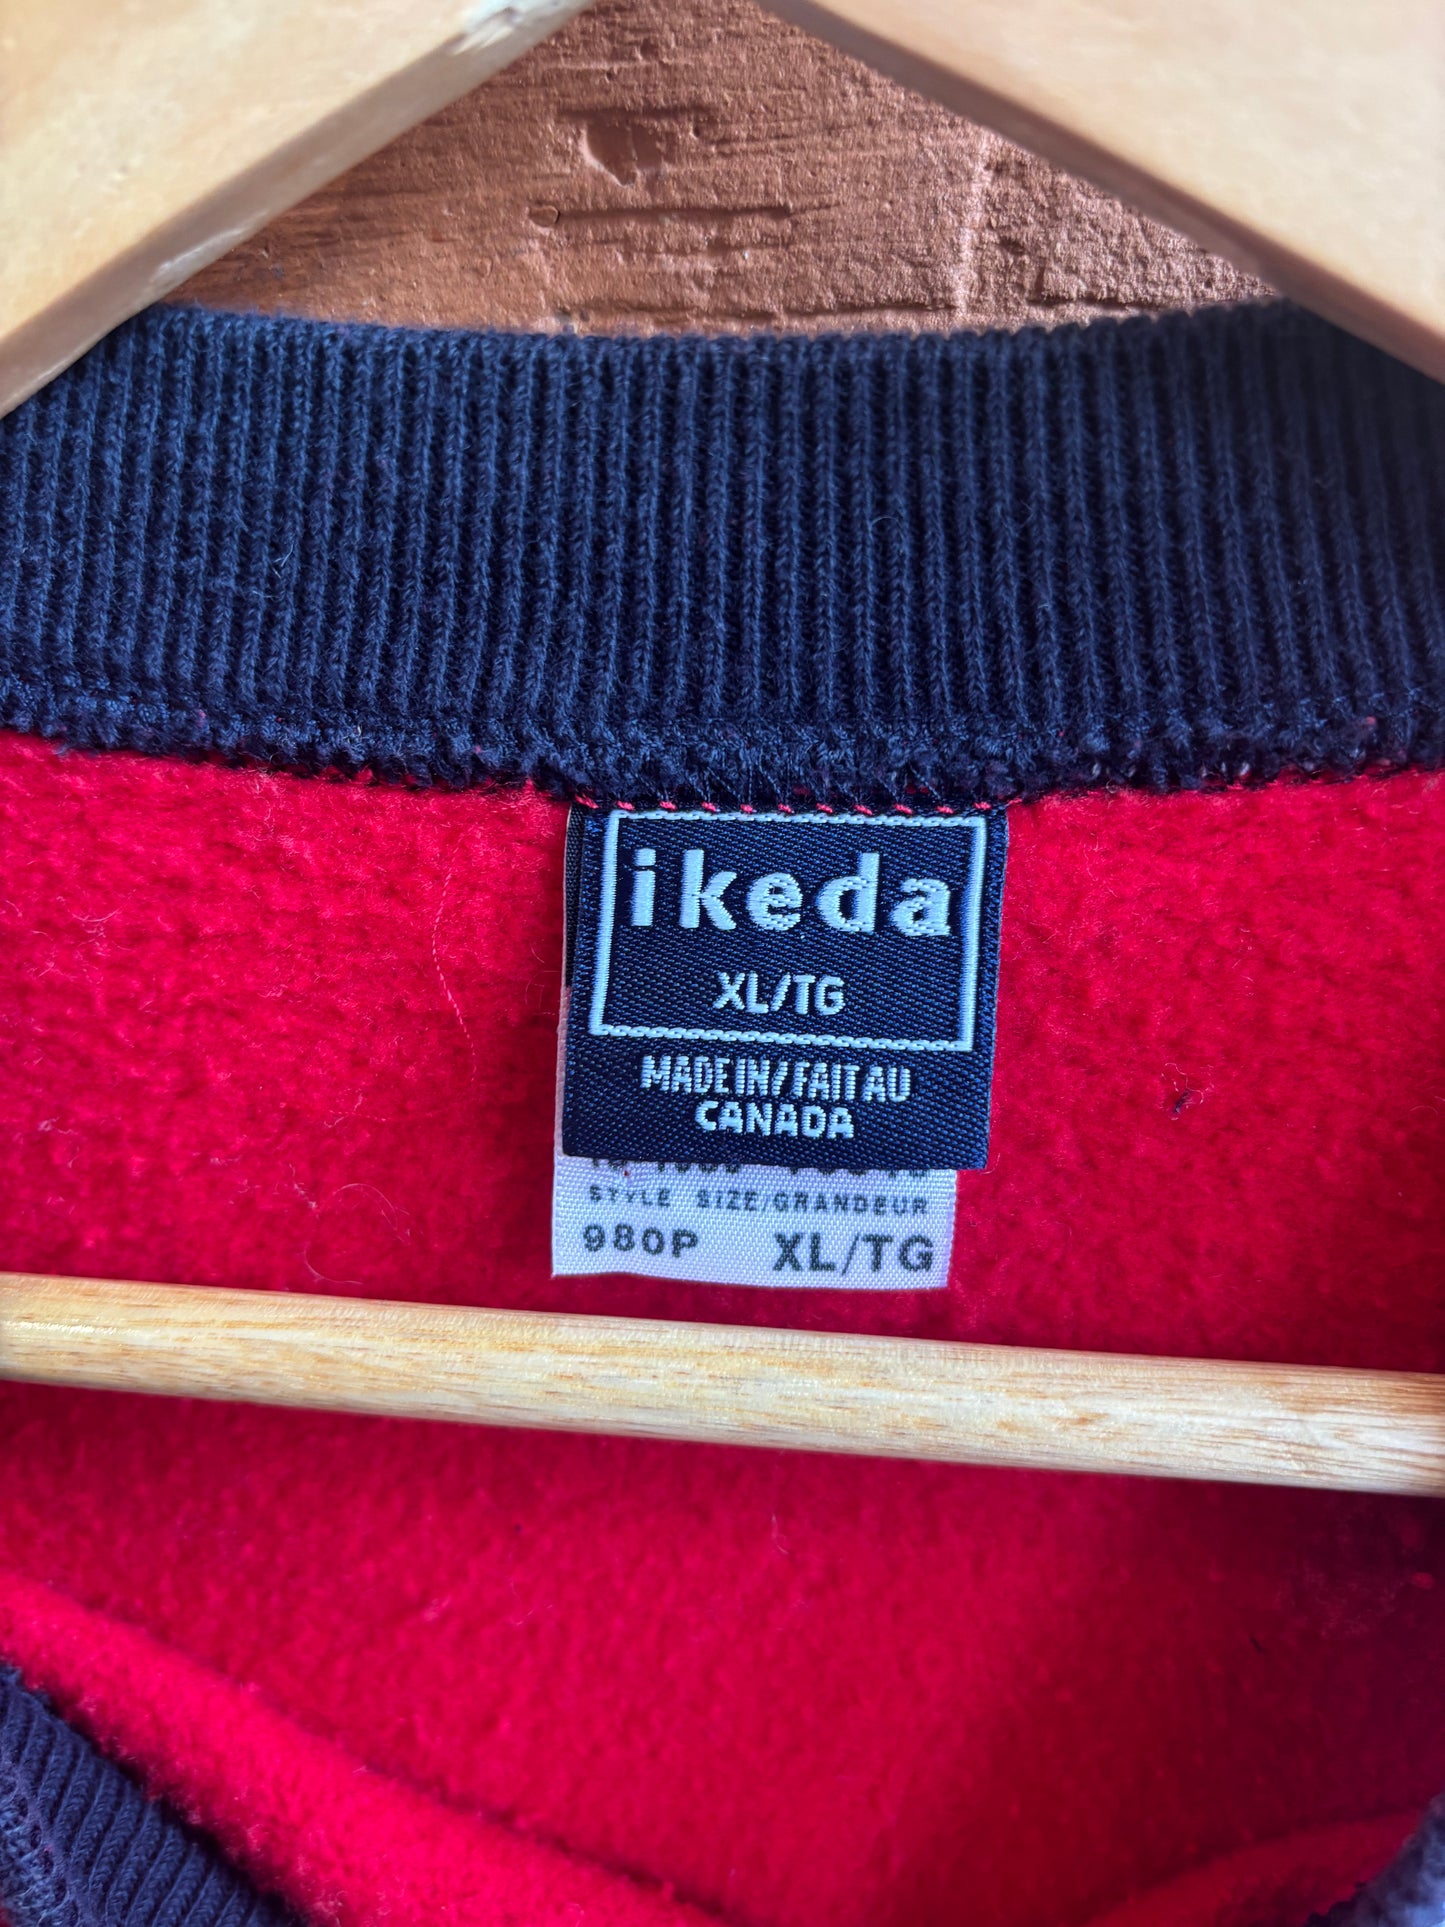 ikeda
XL/TG
MADE IN/FAIT AU
CANADA
STYLE SIZE/GRANDEUR
980P XL/TG